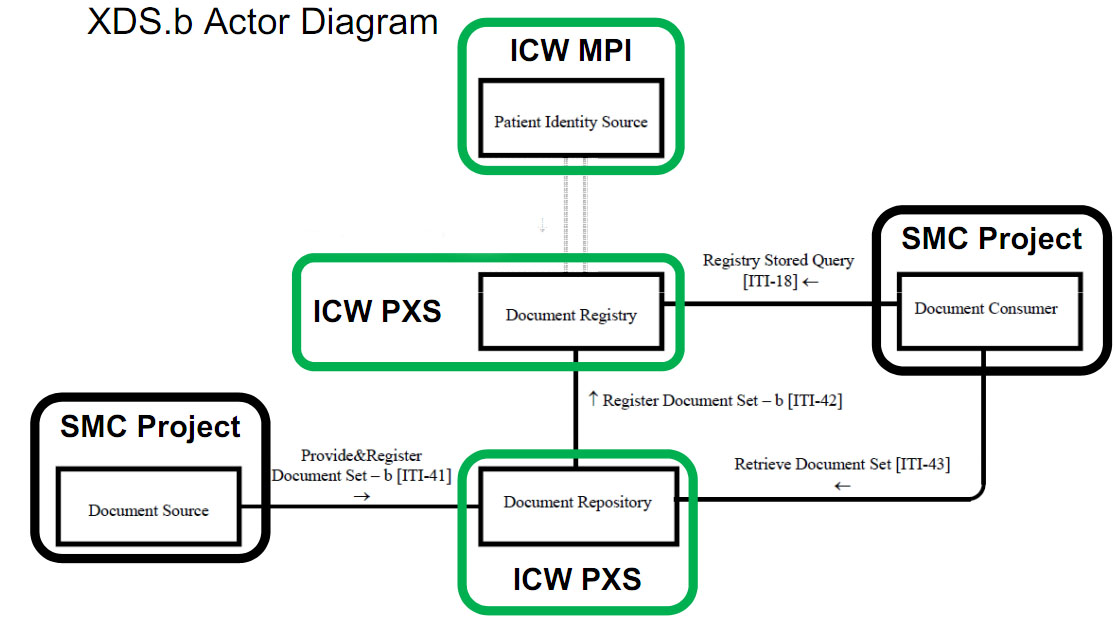 XDS.b Actor Diagram
ICW MPI
Patient Identity Source
SMC Project
Registry Stored Query
[ITI-18] ←
Document Consumer
ICW PXS
Document Registry
↑ Register Document Set – b [ITI-42]
SMC Project
Provide&Register
Document Set – b [ITI-41]
→
Document Source
Retrieve Document Set [ITI-43]
←
Document Repository
ICW PXS